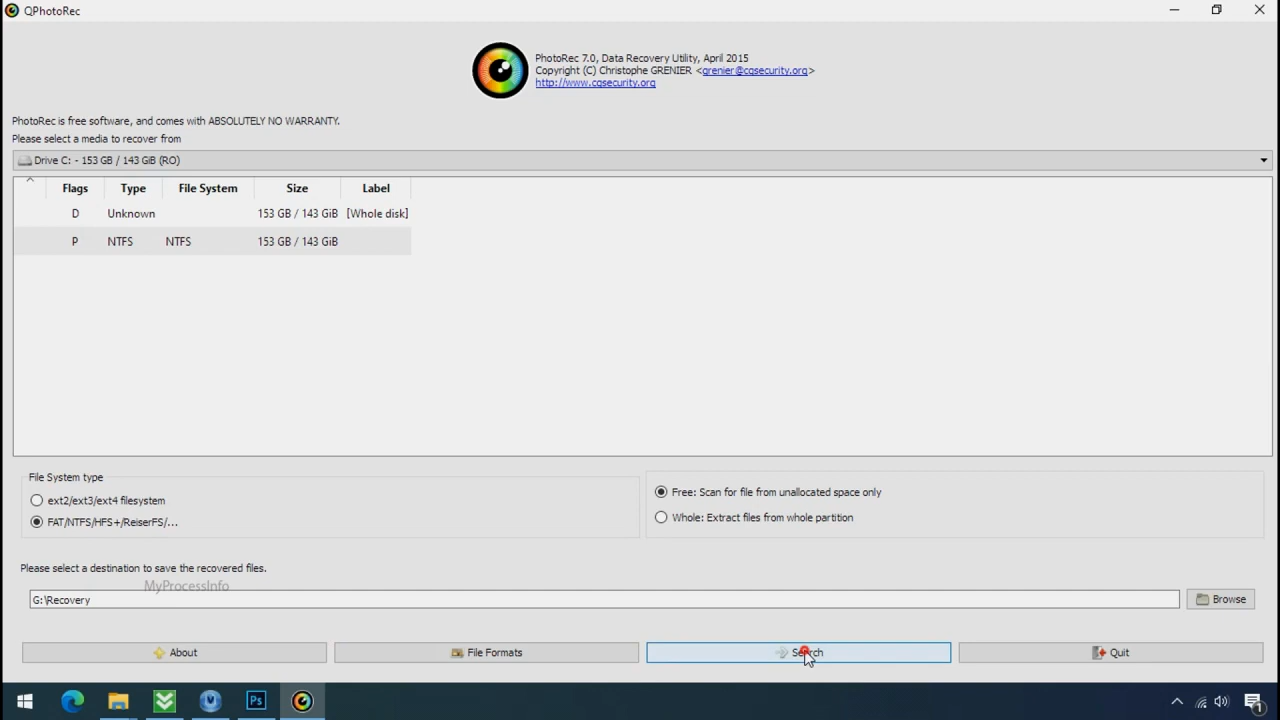 QPhotoRec
PhotoRec 7.0, Data Recovery Utility, April 2015
Copyright (C) Christophe GRENIER <grenier@cgsecurity.org>
http://www.cgsecurity.org
PhotoRec is free software, and comes with ABSOLUTELY NO WARRANTY.
Please select a media to recover from
Drive C: - 153 GB / 143 GiB (RO)
Flags Type File System Size Label
D Unknown 153 GB / 143 GiB [Whole disk]
P NTFS NTFS 153 GB / 143 GiB
File System type
ext2/ext3/ext4 filesystem
FAT/NTFS/HFS+/ReiserFS/...
Free: Scan for file from unallocated space only
Whole: Extract files from whole partition
Please select a destination to save the recovered files.
MyProcessInfo
G:\Recovery
Browse
About File Formats Search Quit
Ps
1